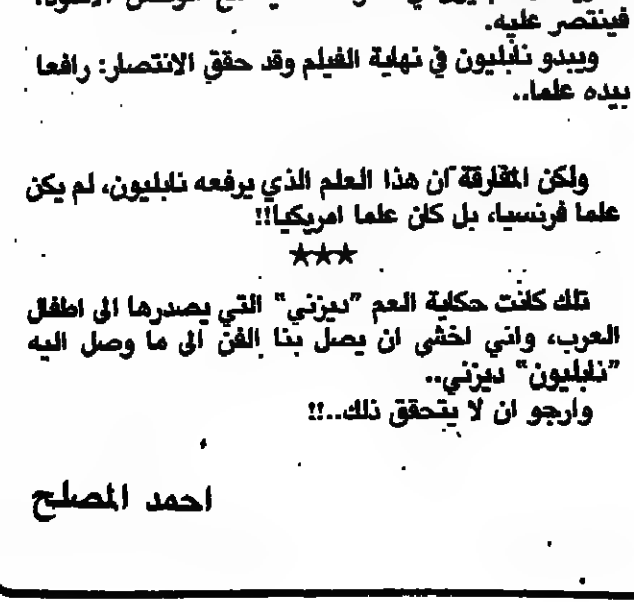 فينتصر عليه.
ويبدو نابليون في نهاية الفيلم وقد حقق الانتصار: رافعا
بيده علما..
ولكن المفارقة ان هذا العلم الذي يرفعه نابليون، لم يكن
علما فرنسيا، بل كان علما امريكيا!!
★★★
تلك كانت حكاية العم "ديزني" التي يصدرها الى اطفال
العرب، واني اخشى ان يصل بنا الفن الى ما وصل اليه
"نابليون" ديزني..
وارجو ان لا يتحقق ذلك..!!
احمد المصلح